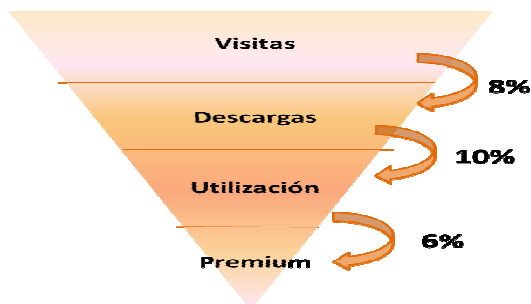 Visitas
8%
Descargas
10%
Utilización
6%
Premium